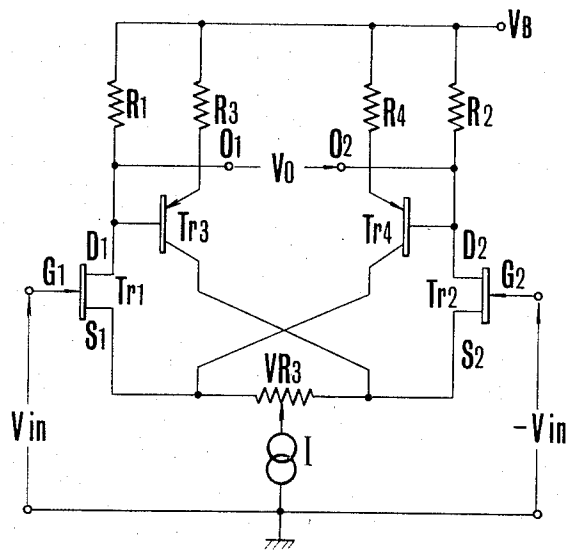 VB
R1 R3 R4 R2
O1 VO O2
Tr3 Tr4
D1 D2
G1 Tr1 Tr2 G2
S1 S2
VR3
Vin I -Vin